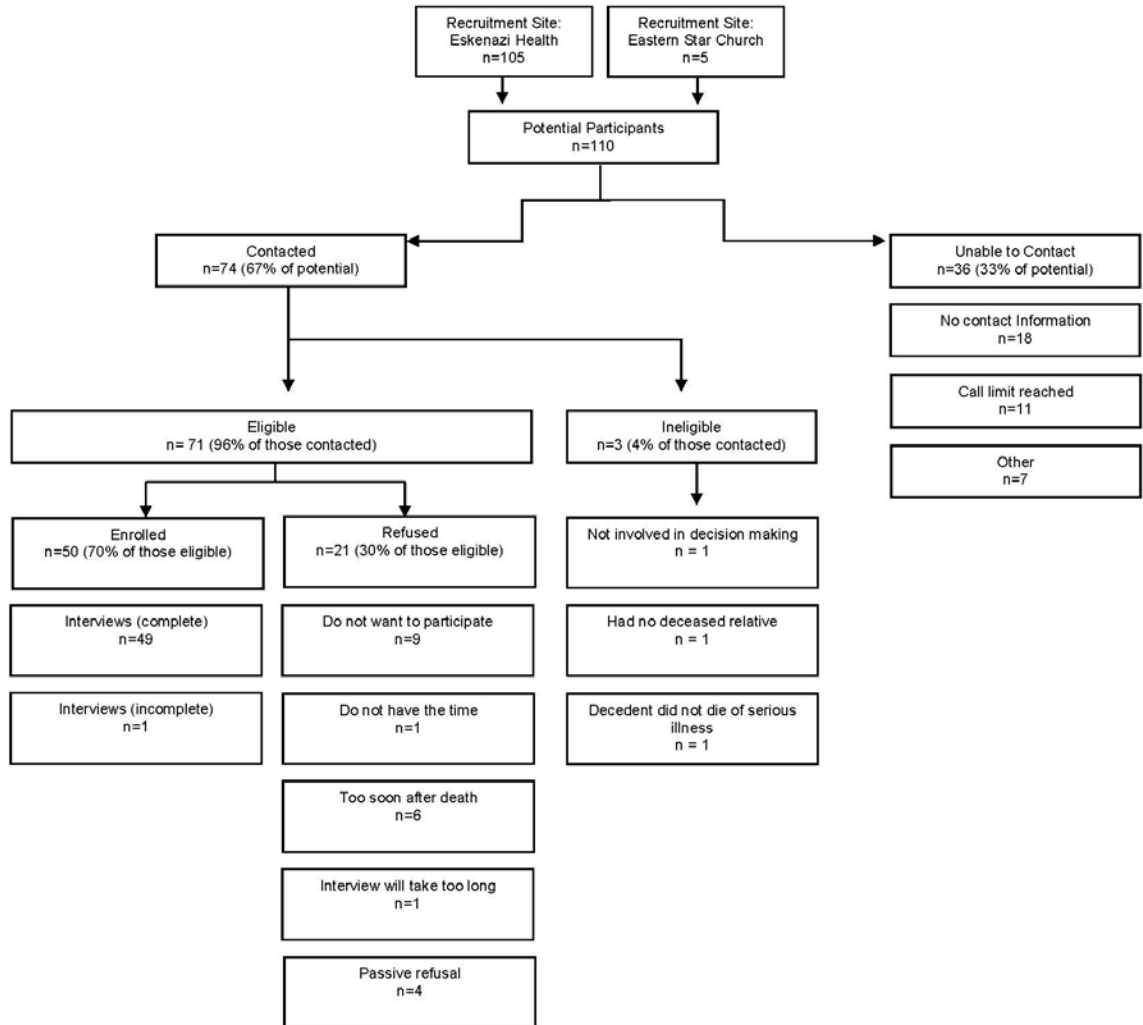 Recruitment Site:
Eskenazi Health
n=105
Recruitment Site:
Eastern Star Church
n=5
Potential Participants
n=110
Contacted
n=74 (67% of potential)
Unable to Contact
n=36 (33% of potential)
No contact Information
n=18
Call limit reached
n=11
Other
n=7
Eligible
n= 71 (96% of those contacted)
Ineligible
n=3 (4% of those contacted)
Enrolled
n=50 (70% of those eligible)
Interviews (complete)
n=49
Interviews (incomplete)
n=1
Refused
n=21 (30% of those eligible)
Do not want to participate
n=9
Do not have the time
n=1
Too soon after death
n=6
Interview will take too long
n=1
Passive refusal
n=4
Not involved in decision making
n = 1
Had no deceased relative
n = 1
Decedent did not die of serious
illness
n = 1